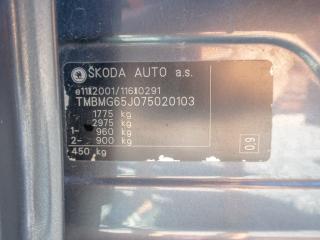 ŠKODA AUTO a.s.
e11*2001/116*0291
TMBMG65J075020103
1775 kg
2975 kg
1- 960 kg
2- 900 kg
450 kg
60